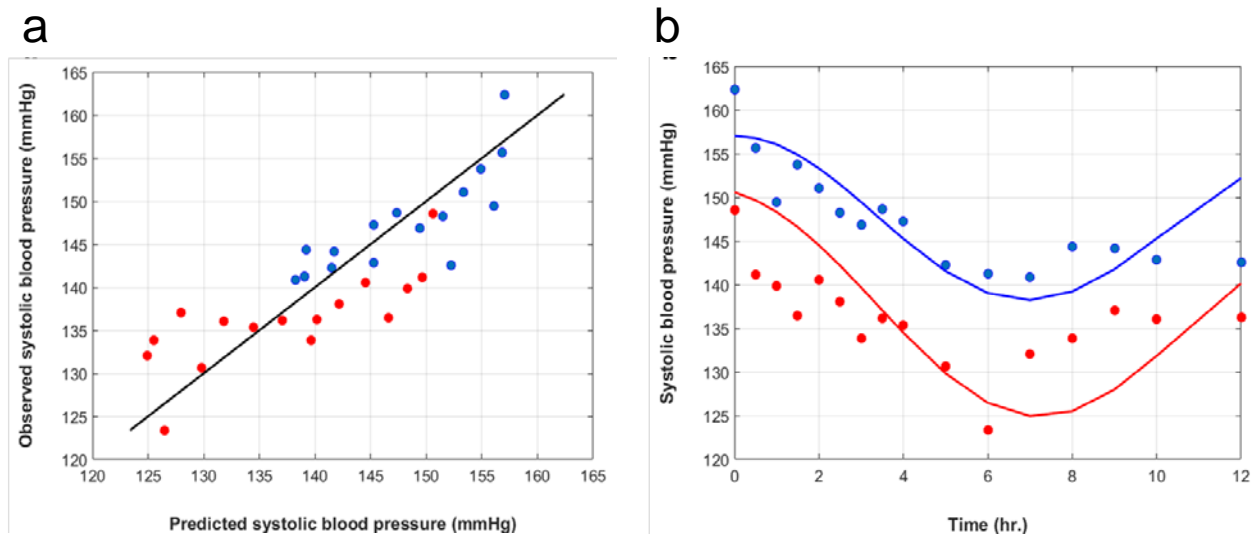 a
b
165
160
155
150
145
140
135
130
125
120
Observed systolic blood pressure (mmHg)
120 125 130 135 140 145 150 155 160 165
Predicted systolic blood pressure (mmHg)
165
160
155
150
145
140
135
130
125
120
Systolic blood pressure (mmHg)
0 2 4 6 8 10 12
Time (hr.)